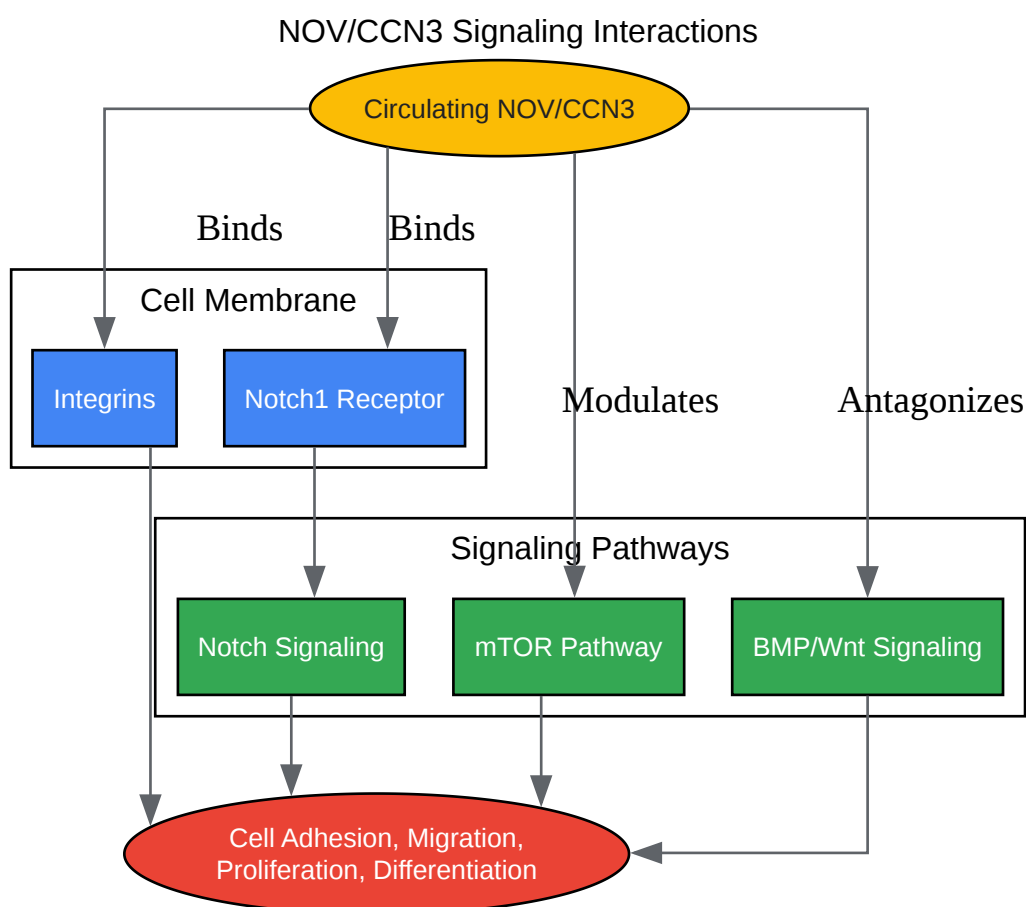 NOV/CCN3 Signaling Interactions
Circulating NOV/CCN3
Binds
Binds
Cell Membrane
Integrins
Notch1 Receptor
Modulates
Antagonizes
Signaling Pathways
Notch Signaling
mTOR Pathway
BMP/Wnt Signaling
Cell Adhesion, Migration,
Proliferation, Differentiation